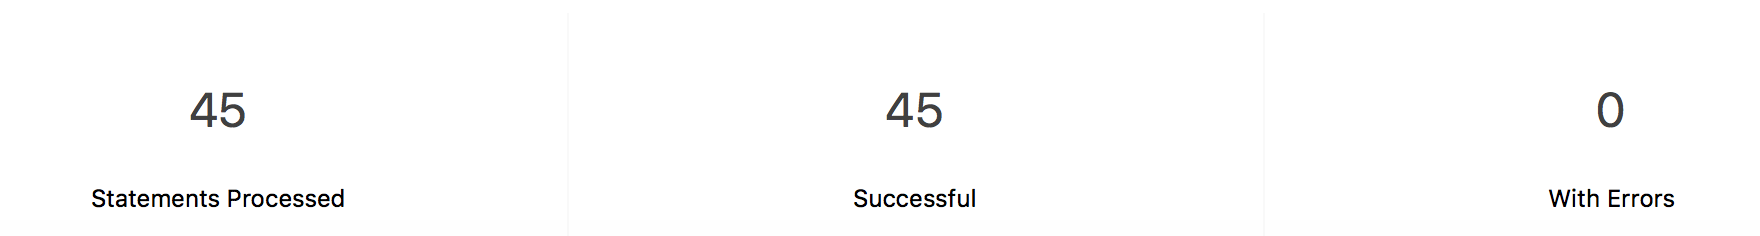 45
45
0
Statements Processed
Successful
With Errors